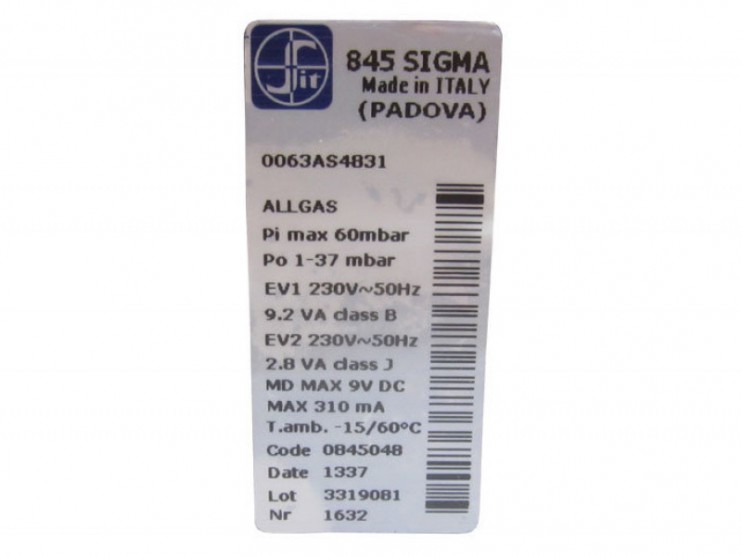 Sit
845 SIGMA
Made in ITALY
(PADOVA)
0063AS4831
ALLGAS
Pi max 60mbar
Po 1-37 mbar
EV1 230V~50Hz
9.2 VA class B
EV2 230V~50Hz
2.8 VA class J
MD MAX 9V DC
MAX 310 mA
T.amb. -15/60°C
Code 0845048
Date 1337
Lot 3319081
Nr 1632